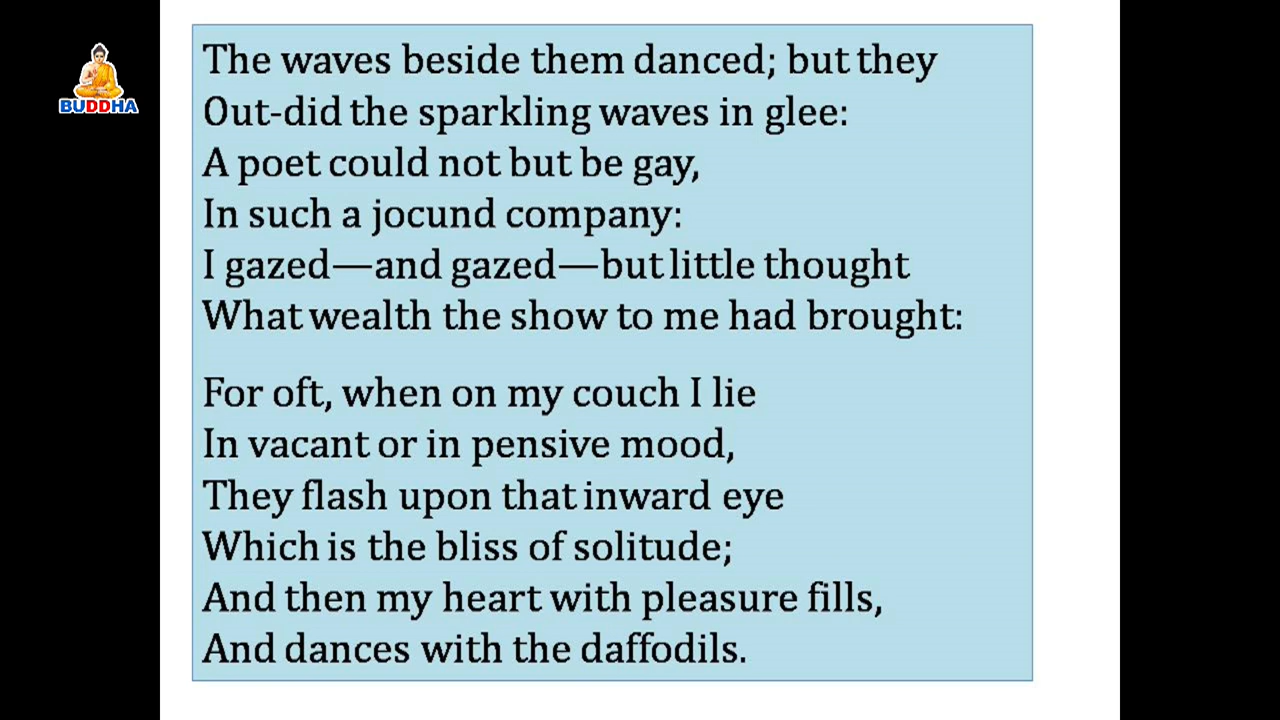 BUDDHA
The waves beside them danced; but they
Out-did the sparkling waves in glee:
A poet could not but be gay,
In such a jocund company:
I gazed—and gazed—but little thought
What wealth the show to me had brought:
For oft, when on my couch I lie
In vacant or in pensive mood,
They flash upon that inward eye
Which is the bliss of solitude;
And then my heart with pleasure fills,
And dances with the daffodils.